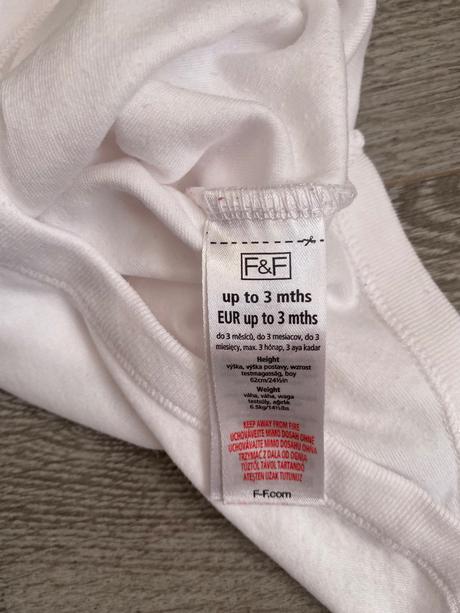 F&F
up to 3 mths
EUR up to 3 mths
do 3 měsíců, do 3 mesiacov, do 3
miesięcy, max. 3 hónap, 3 aya kadar
Height
výška, výška postavy, wzrost
testmagasság, boy
62cm/24½in
Weight
váha, váha, waga
testsúly, ağırlık
6.5kg/14½lbs
KEEP AWAY FROM FIRE
UCHOVÁVEJTE MIMO DOSAH OHNĚ
UCHOVÁVAJTE MIMO DOSAHU OHŇA
TRZYMAĆ Z DALA OD OGNIA
TŰZTŐL TÁVOL TARTANDÓ
ATEŞTEN UZAK TUTUNUZ
F-F.com